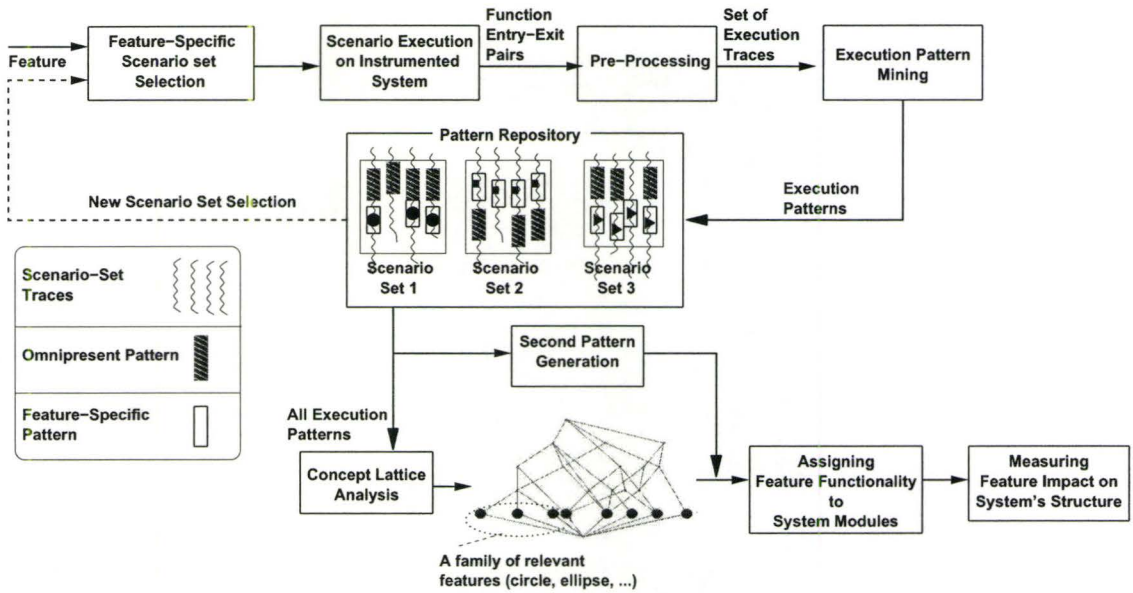 Feature
Feature−Specific
Scenario set
Selection
Scenario Execution
on Instrumented
System
Function
Entry−Exit
Pairs
Pre−Processing
Set of
Execution
Traces
Execution Pattern
Mining
Pattern Repository
New Scenario Set Selection
Execution
Patterns
Scenario
Set 1
Scenario
Set 2
Scenario
Set 3
Scenario−Set
Traces
Omnipresent Pattern
Feature−Specific
Pattern
Second Pattern
Generation
All Execution
Patterns
Concept Lattice
Analysis
Assigning
Feature Functionality
to
System Modules
Measuring
Feature Impact on
System's Structure
A family of relevant
features (circle, ellipse, ...)